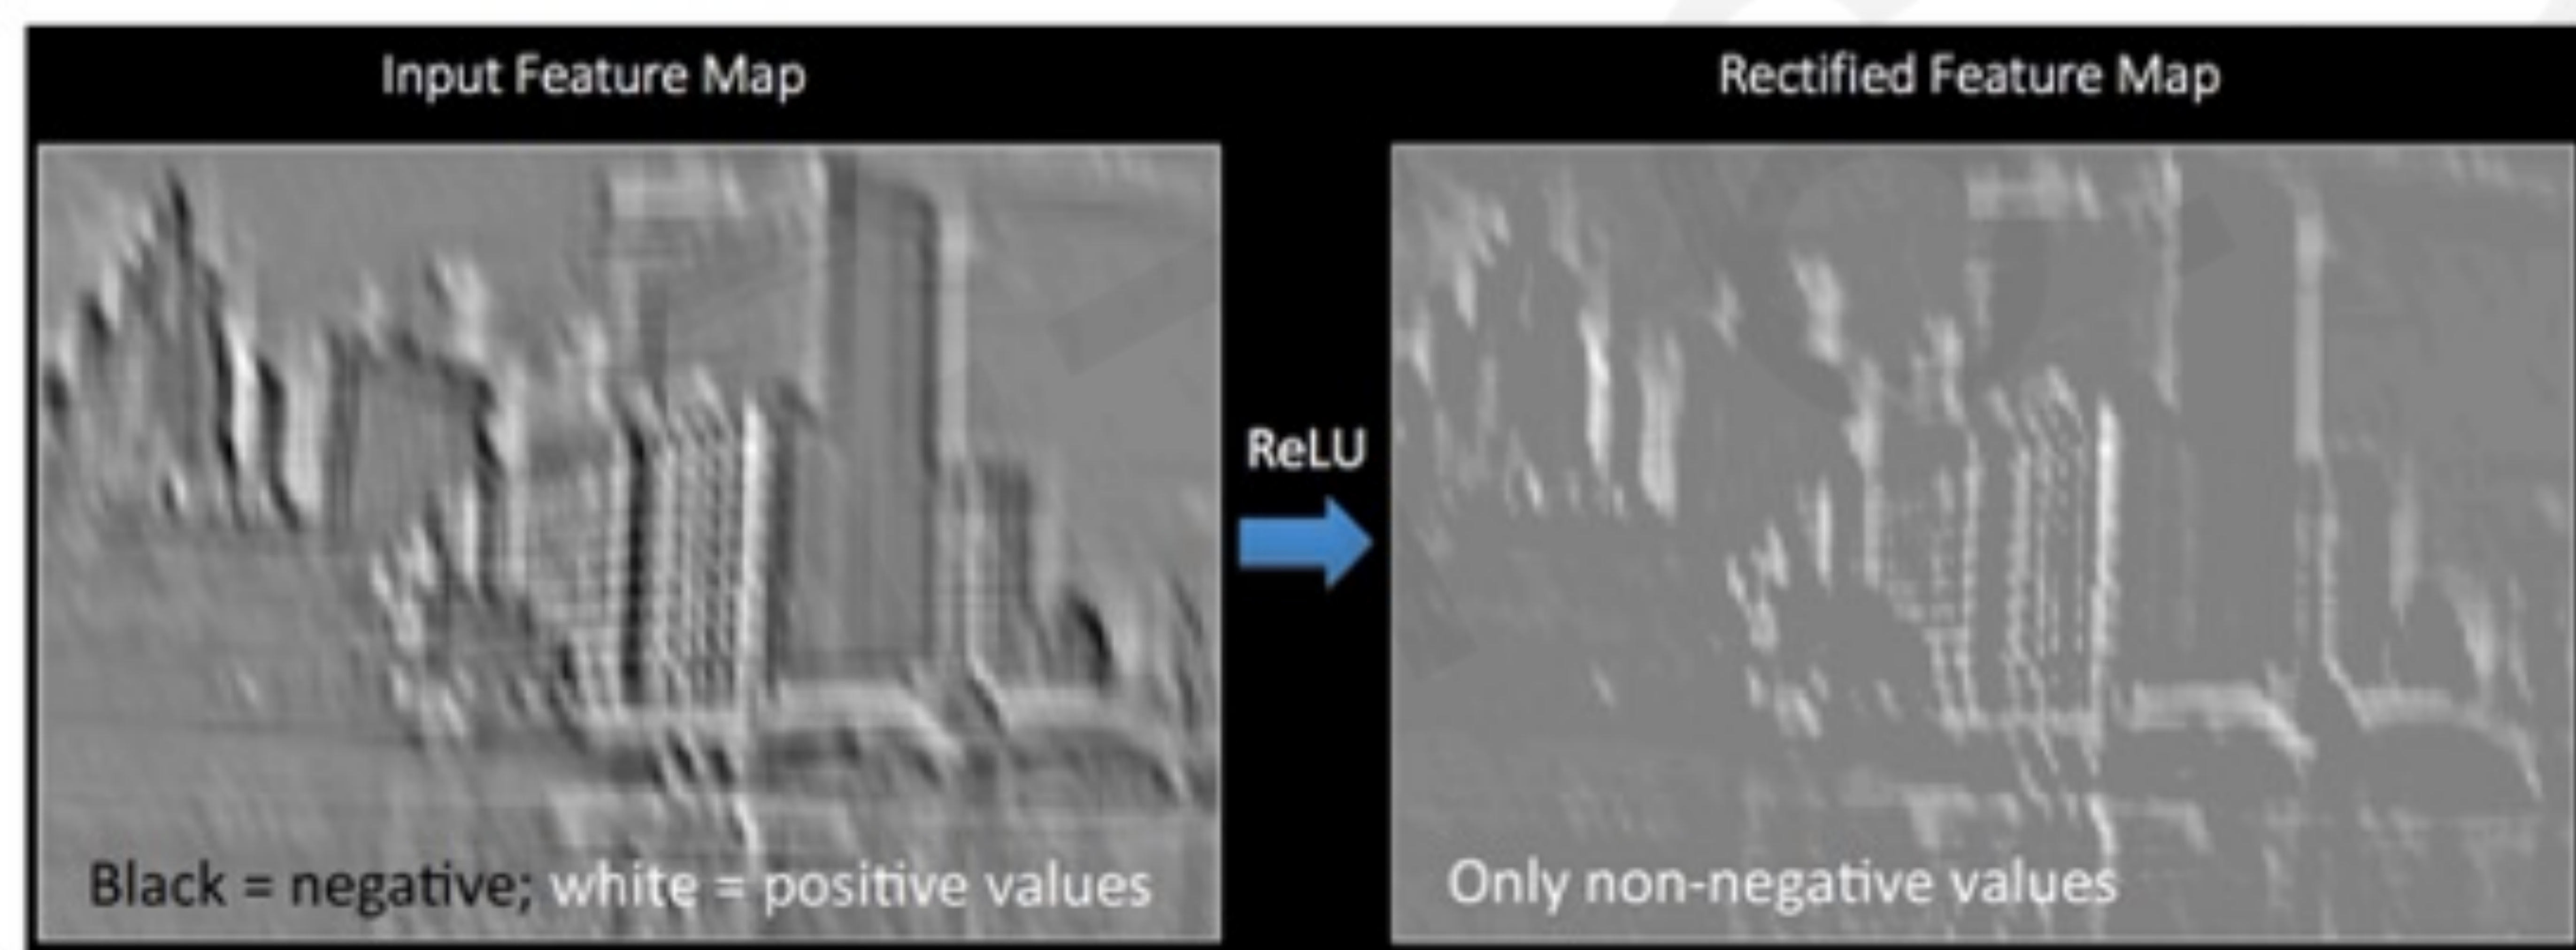 Input Feature Map
Rectified Feature Map
ReLU
Black = negative; white = positive values
Only non-negative values